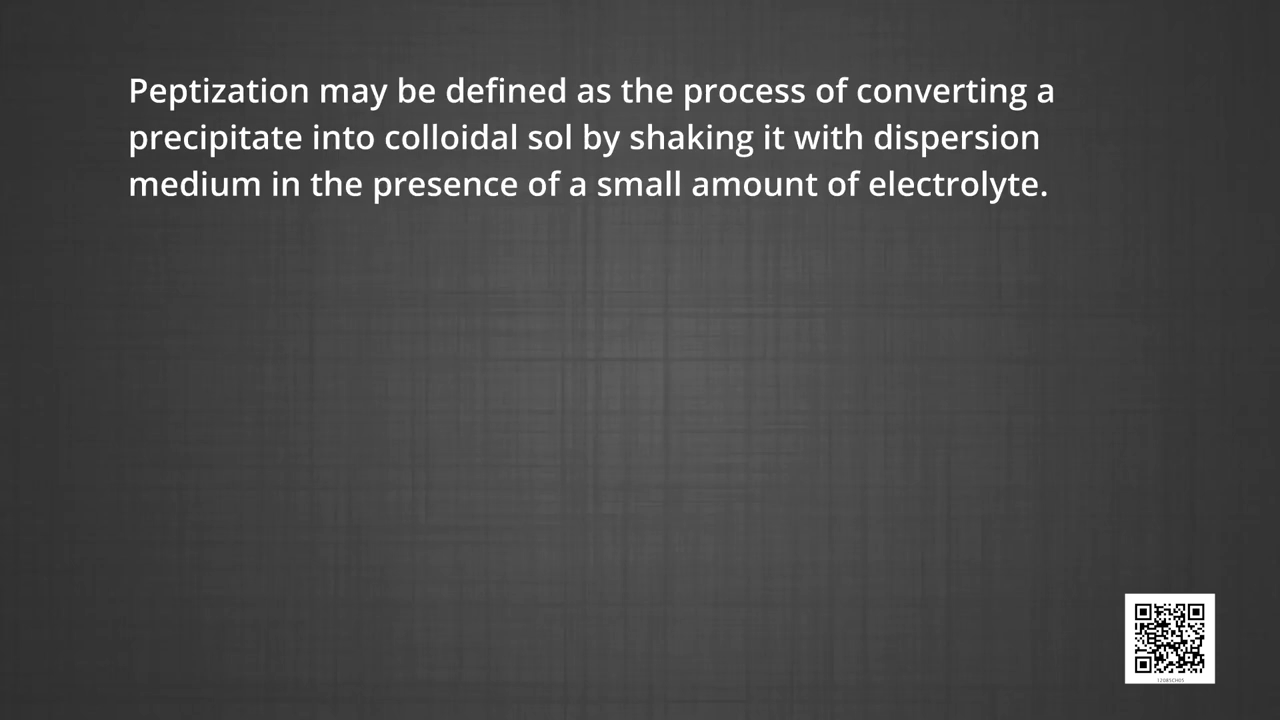 Peptization may be defined as the process of converting a
precipitate into colloidal sol by shaking it with dispersion
medium in the presence of a small amount of electrolyte.
12085CH05